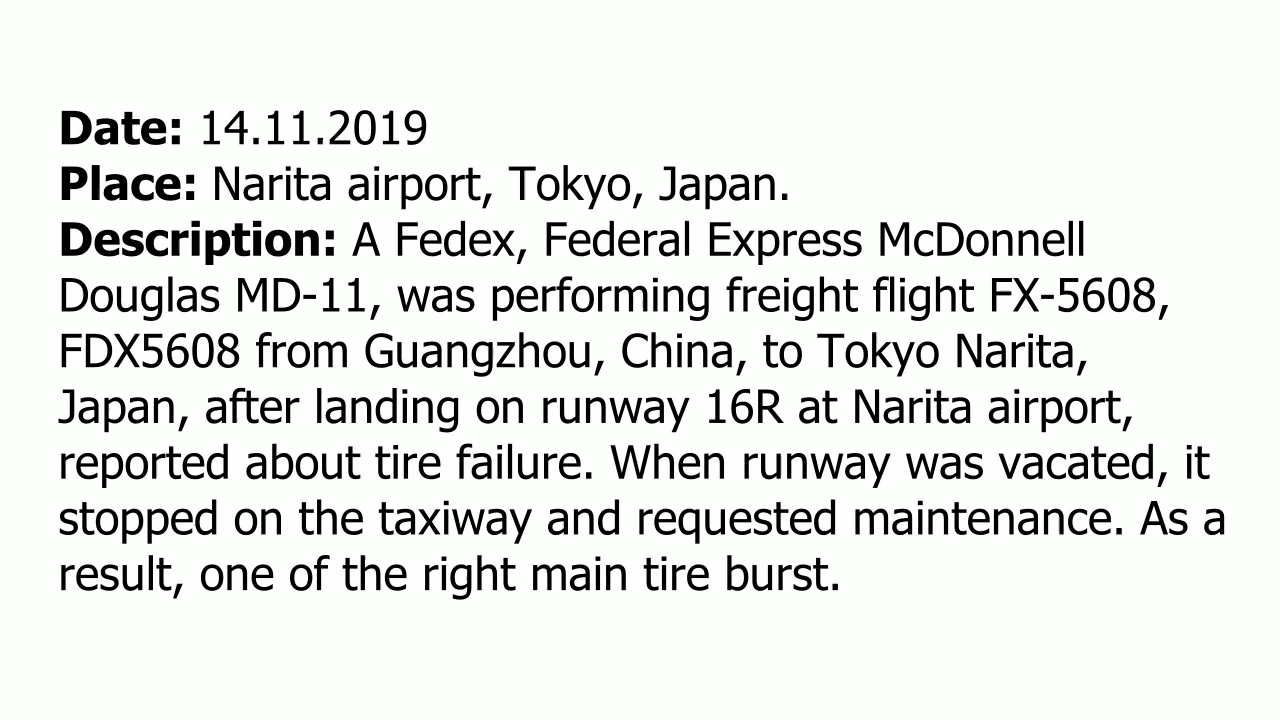 Date: 14.11.2019
Place: Narita airport, Tokyo, Japan.
Description: A Fedex, Federal Express McDonnell
Douglas MD-11, was performing freight flight FX-5608,
FDX5608 from Guangzhou, China, to Tokyo Narita,
Japan, after landing on runway 16R at Narita airport,
reported about tire failure. When runway was vacated, it
stopped on the taxiway and requested maintenance. As a
result, one of the right main tire burst.